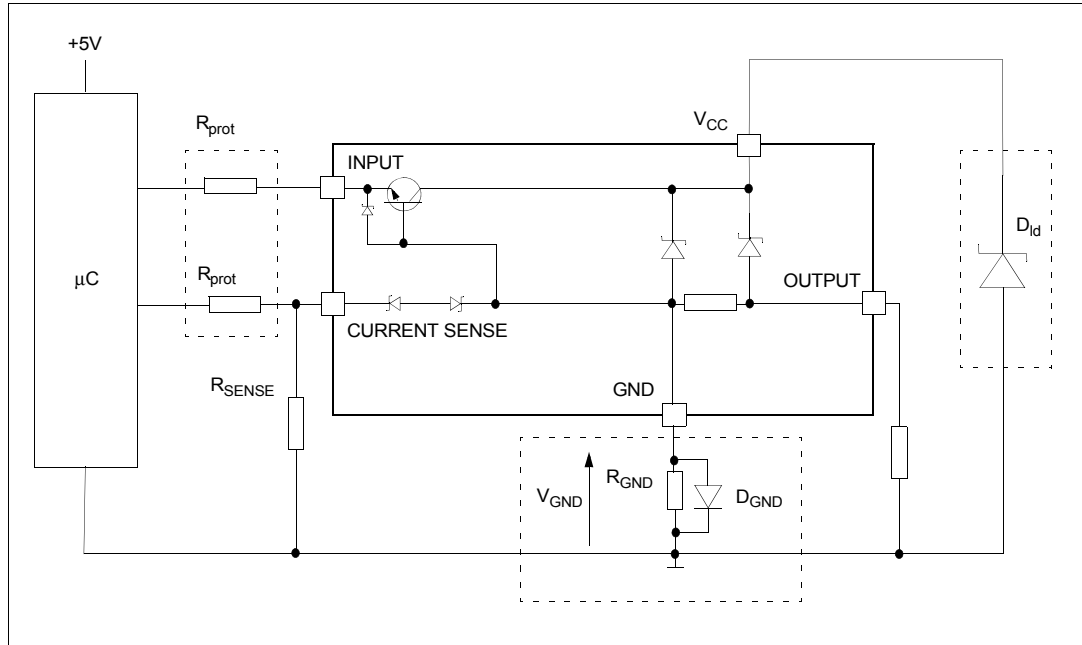 +5V
R_prot
V_CC
INPUT
D_ld
μC
R_prot
OUTPUT
CURRENT SENSE
R_SENSE
GND
R_GND
V_GND
D_GND